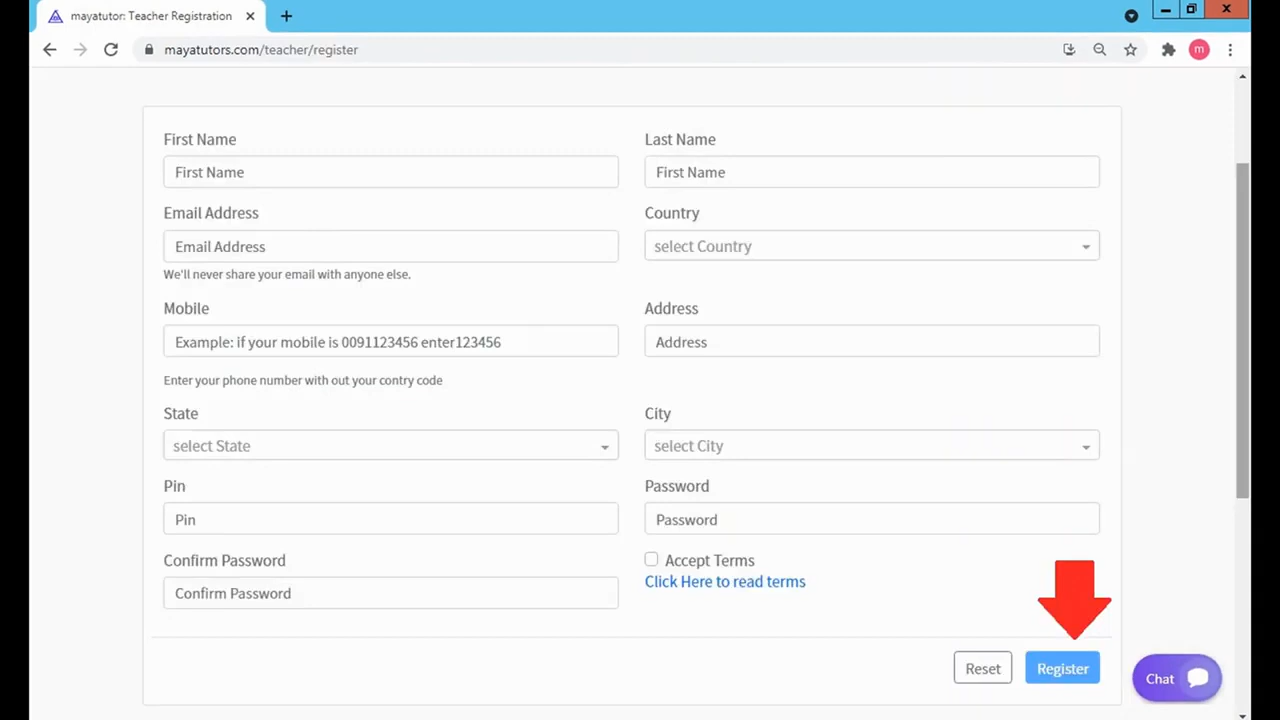 mayatutor: Teacher Registration
mayatutors.com/teacher/register
m
First Name
Last Name
First Name
First Name
Email Address
Country
Email Address
select Country
We'll never share your email with anyone else.
Mobile
Address
Example: if your mobile is 0091123456 enter123456
Address
Enter your phone number with out your contry code
State
City
select State
select City
Pin
Password
Pin
Password
Confirm Password
Accept Terms
Click Here to read terms
Confirm Password
Reset
Register
Chat